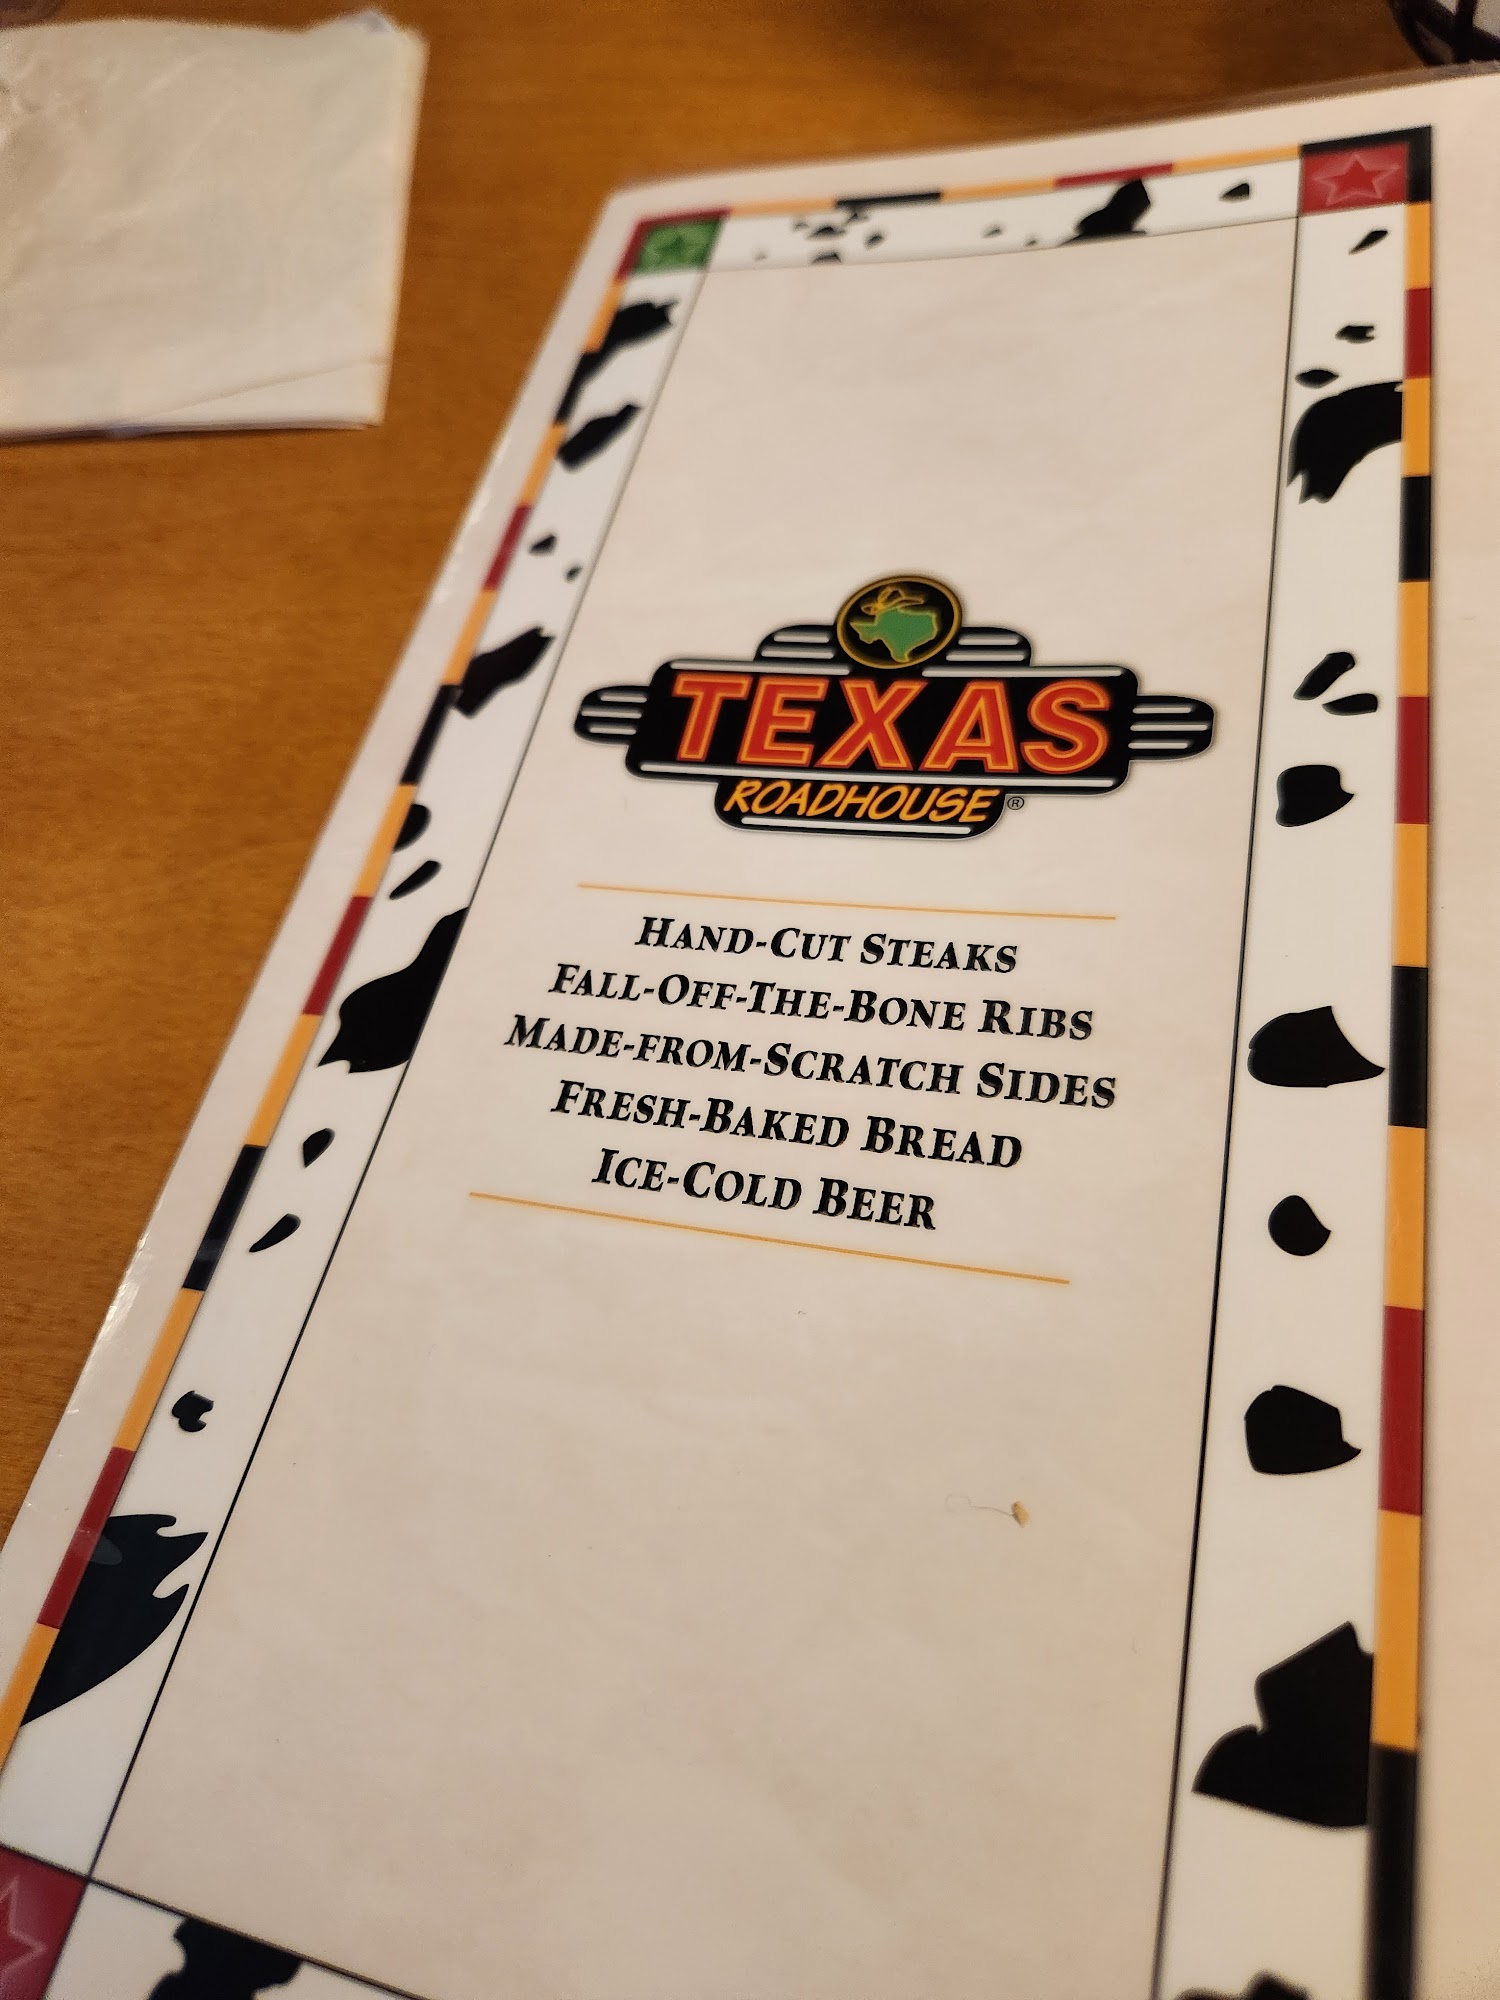 TEXAS
ROADHOUSE®
HAND-CUT STEAKS
FALL-OFF-THE-BONE RIBS
MADE-FROM-SCRATCH SIDES
FRESH-BAKED BREAD
ICE-COLD BEER